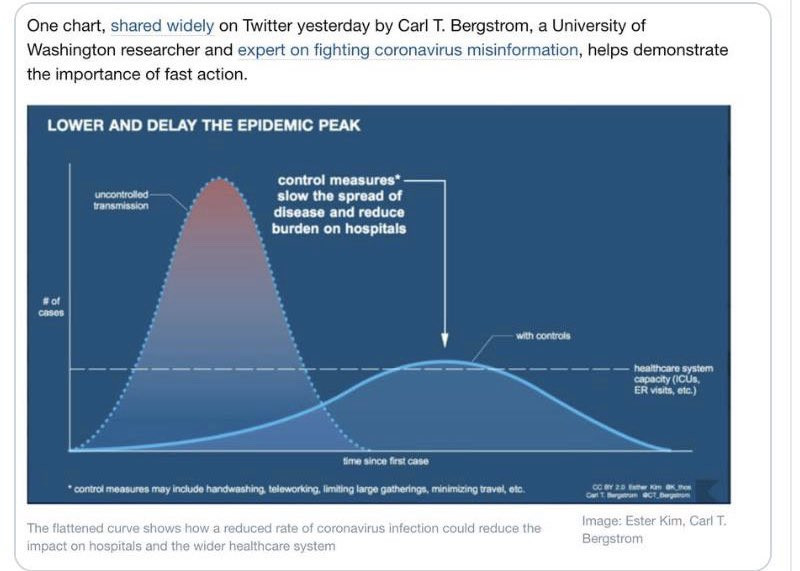 One chart, shared widely on Twitter yesterday by Carl T. Bergstrom, a University of
Washington researcher and expert on fighting coronavirus misinformation, helps demonstrate
the importance of fast action.
LOWER AND DELAY THE EPIDEMIC PEAK
uncontrolled
transmission
control measures*
slow the spread of
disease and reduce
burden on hospitals
# of
cases
with controls
healthcare system
capacity (ICUs,
ER visits, etc.)
time since first case
* control measures may include handwashing, teleworking, limiting large gatherings, minimizing travel, etc.
CC BY 2.0 Esther Kim @K_thos
Carl T. Bergstrom @CT_Bergstrom
The flattened curve shows how a reduced rate of coronavirus infection could reduce the
impact on hospitals and the wider healthcare system
Image: Ester Kim, Carl T.
Bergstrom